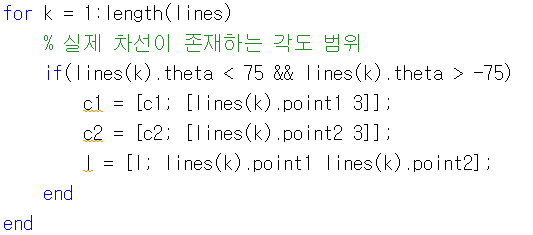 for k = 1:length(lines)
% 실제 차선이 존재하는 각도 범위
if(lines(k).theta < 75 && lines(k).theta > -75)
c1 = [c1; [lines(k).point1 3]];
c2 = [c2; [lines(k).point2 3]];
l = [l; lines(k).point1 lines(k).point2];
end
end